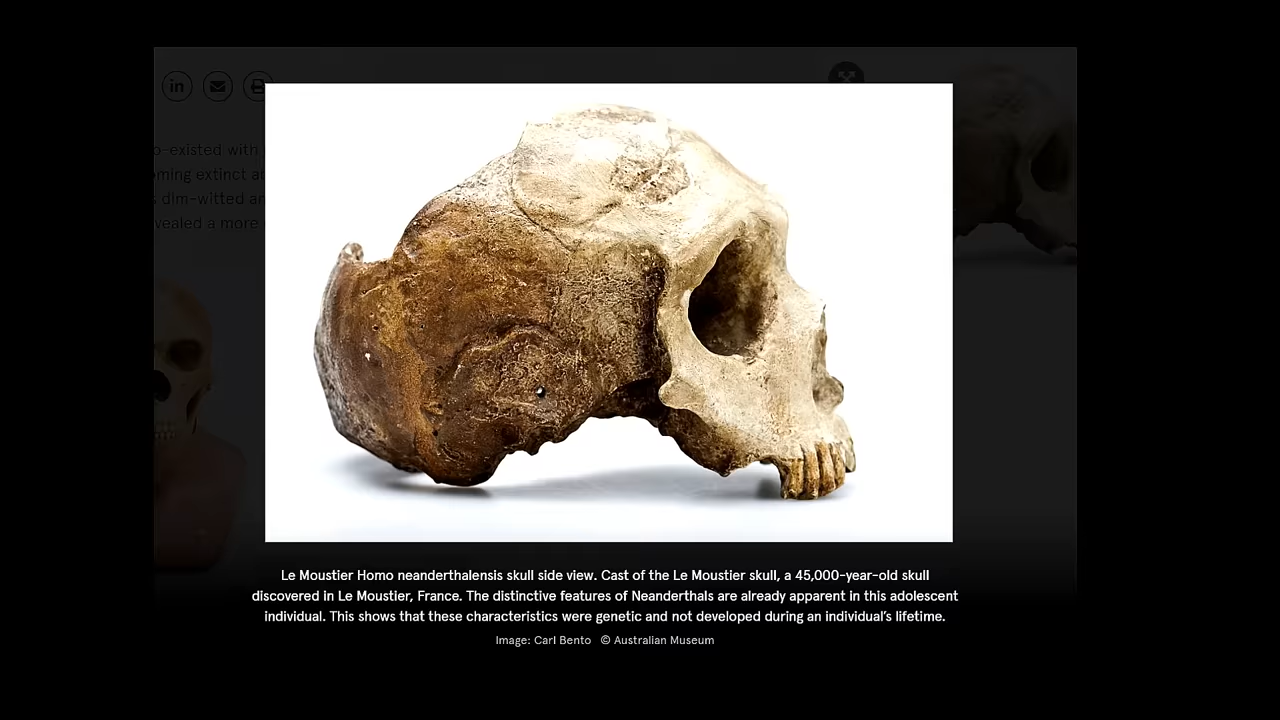 in
o-existed with
oming extinct
s dim-witted
vealed a more
Le Moustier Homo neanderthalensis skull side view. Cast of the Le Moustier skull, a 45,000-year-old skull
discovered in Le Moustier, France. The distinctive features of Neanderthals are already apparent in this adolescent
individual. This shows that these characteristics were genetic and not developed during an individual’s lifetime.
Image: Carl Bento © Australian Museum